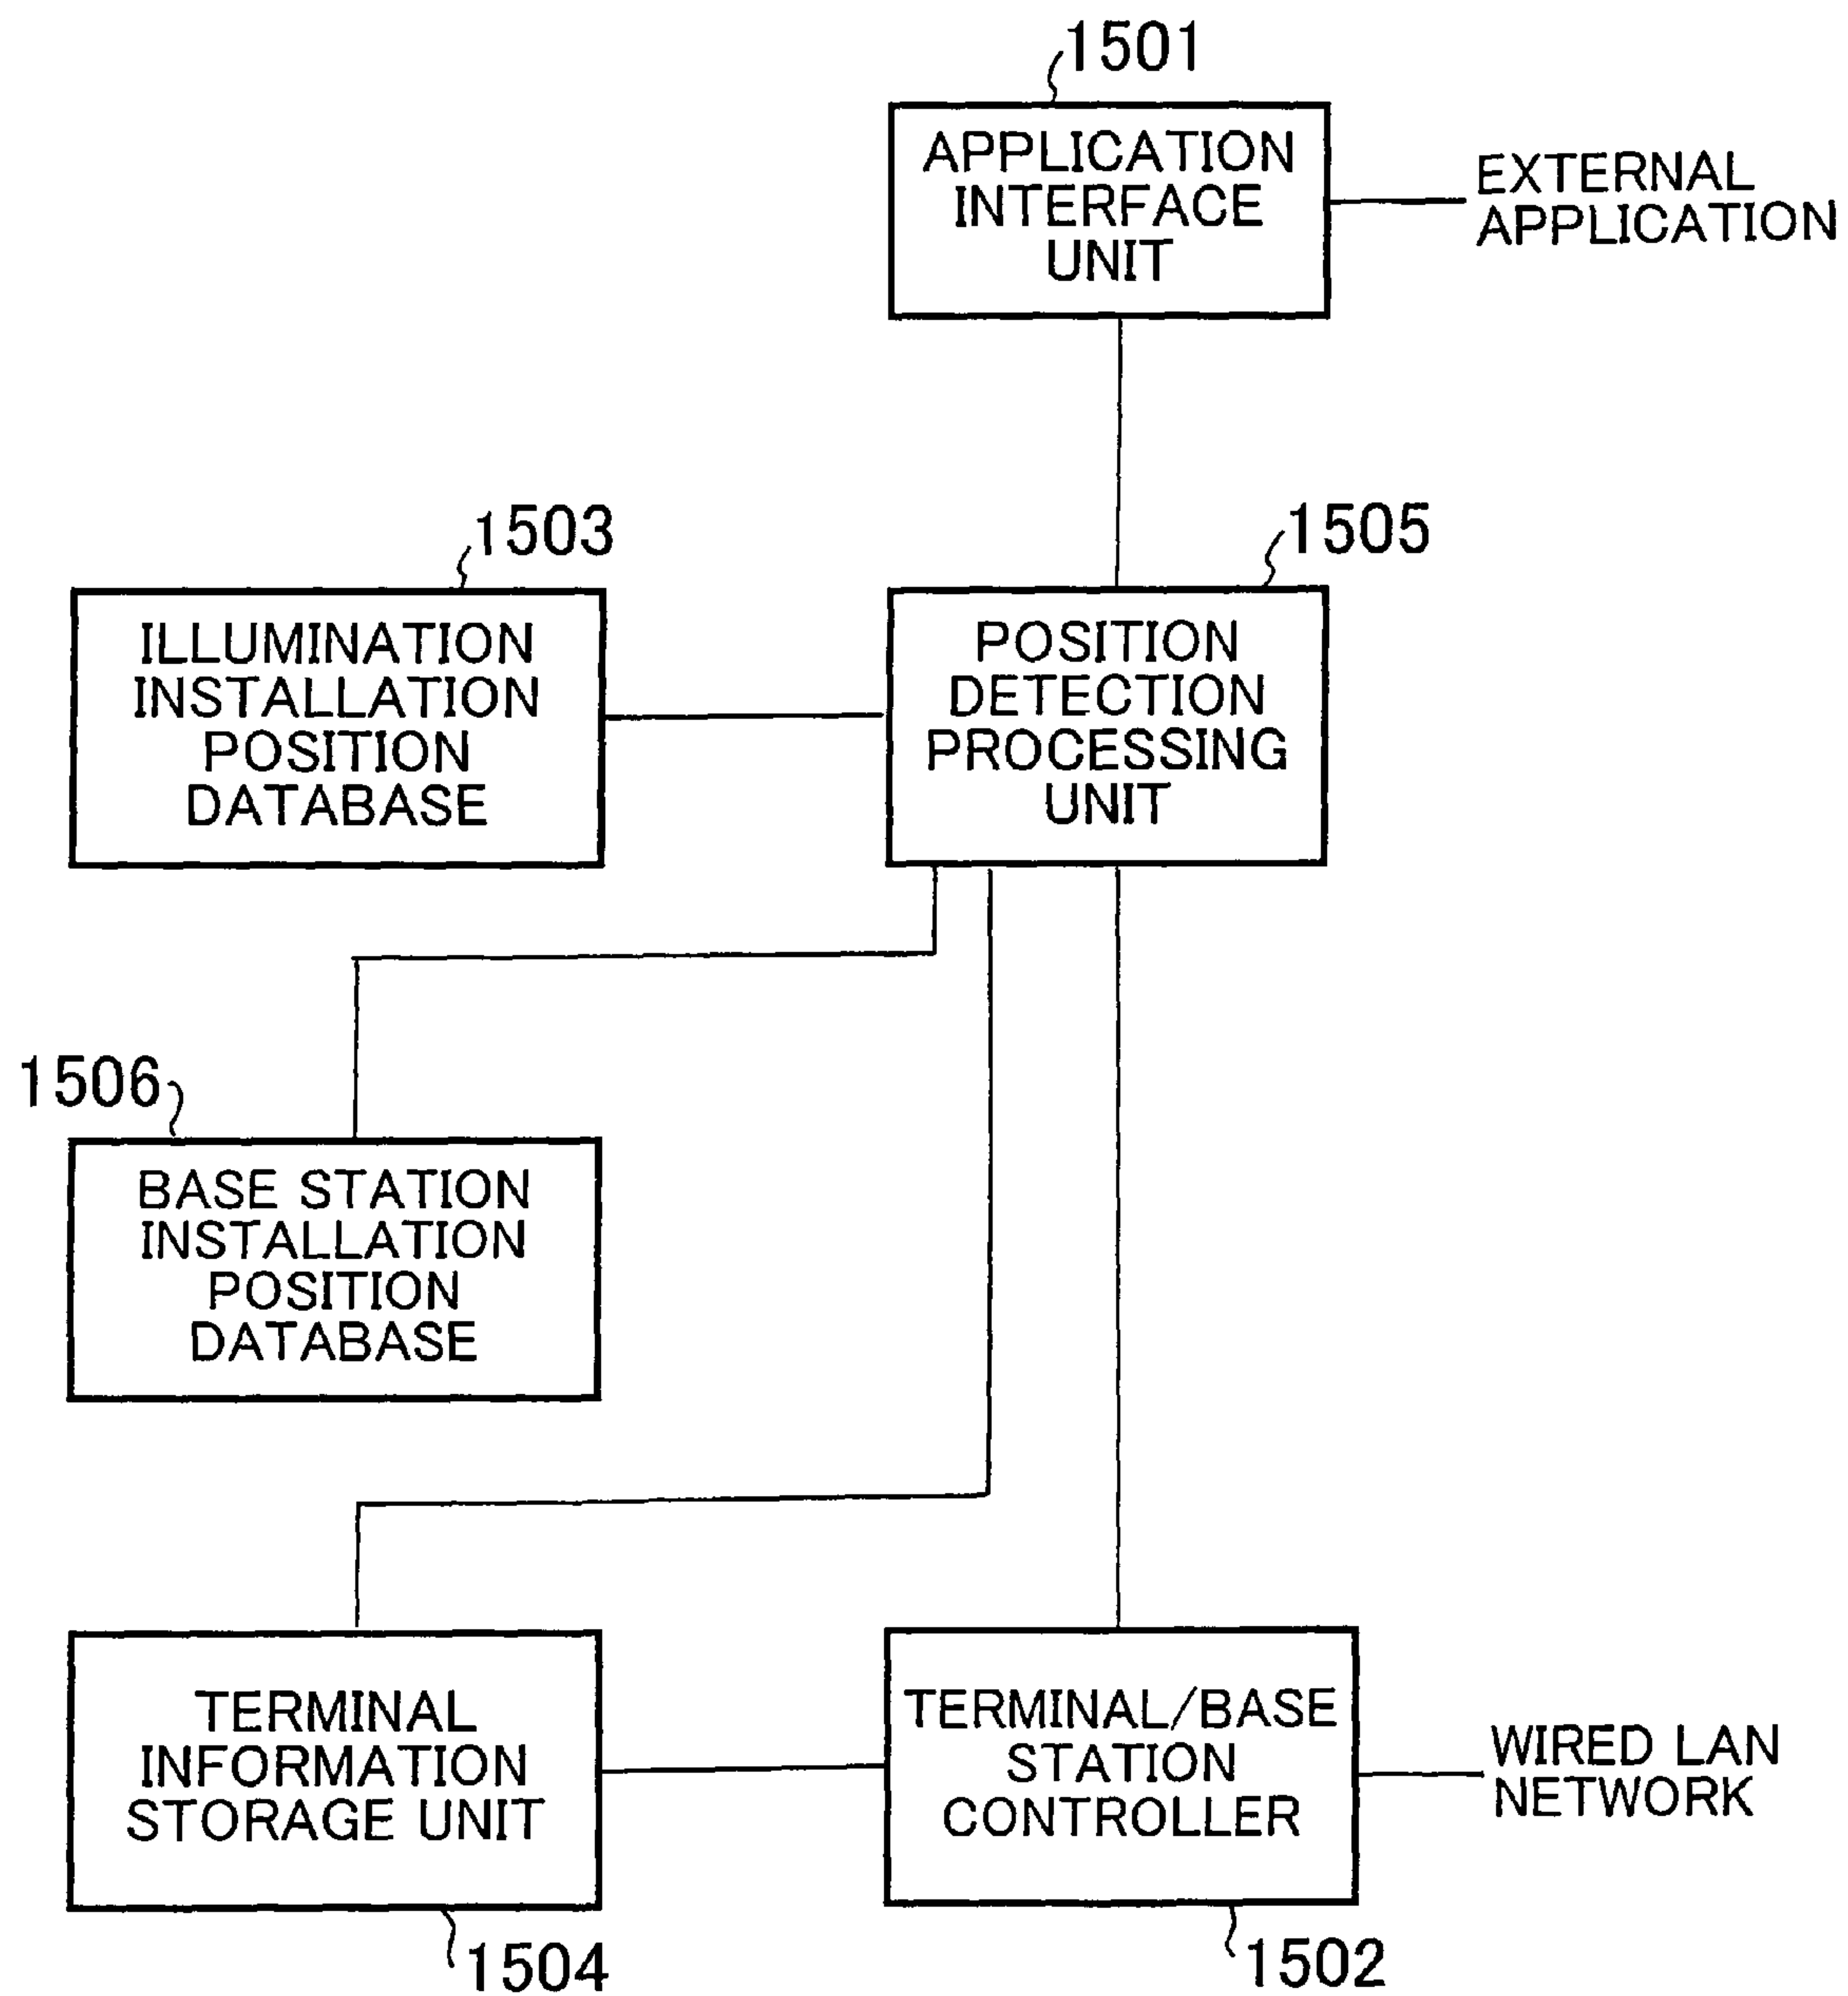 1501
APPLICATION
INTERFACE
UNIT
EXTERNAL
APPLICATION
1503
ILLUMINATION
INSTALLATION
POSITION
DATABASE
1505
POSITION
DETECTION
PROCESSING
UNIT
1506
BASE STATION
INSTALLATION
POSITION
DATABASE
TERMINAL
INFORMATION
STORAGE UNIT
1504
TERMINAL/BASE
STATION
CONTROLLER
1502
WIRED LAN
NETWORK